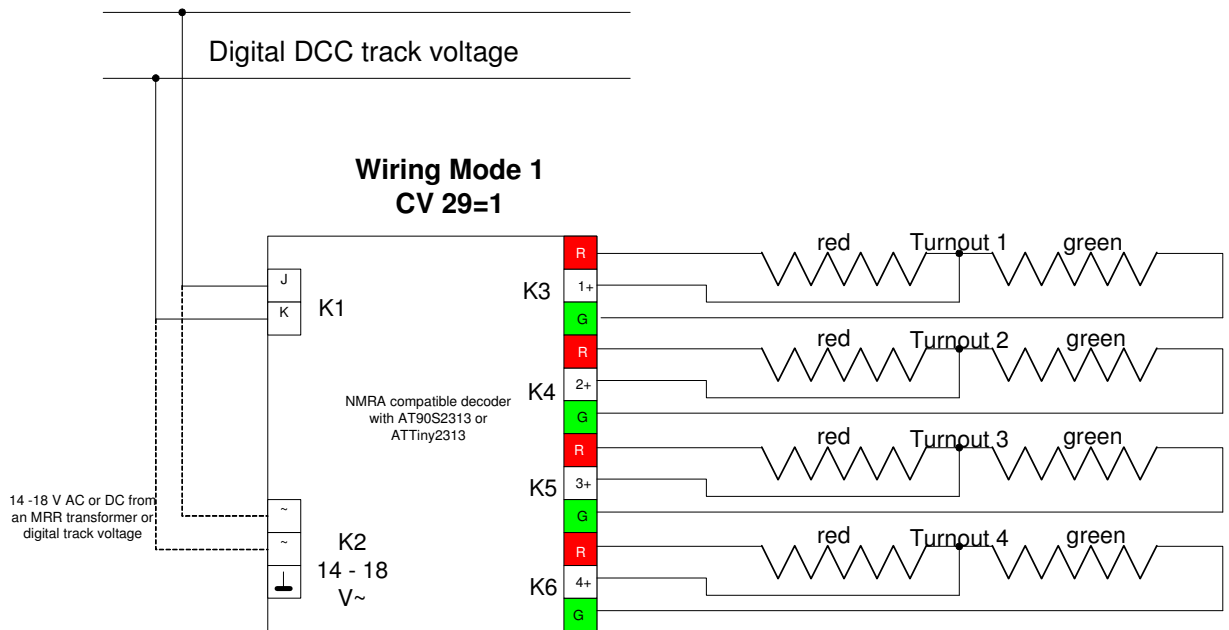 Digital DCC track voltage
Wiring Mode 1
CV 29=1
J
K
K1
NMRA compatible decoder
with AT90S2313 or
ATTiny2313
14 -18 V AC or DC from
an MRR transformer or
digital track voltage
~
~
K2
14 - 18
V~
K3
R
1+
G
red
Turnout 1
green
K4
R
2+
G
red
Turnout 2
green
K5
R
3+
G
red
Turnout 3
green
K6
R
4+
G
red
Turnout 4
green